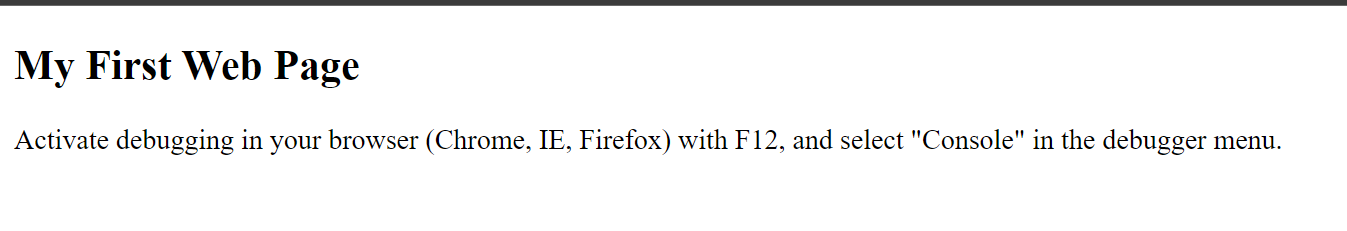 My First Web Page
Activate debugging in your browser (Chrome, IE, Firefox) with F12, and select "Console" in the debugger menu.